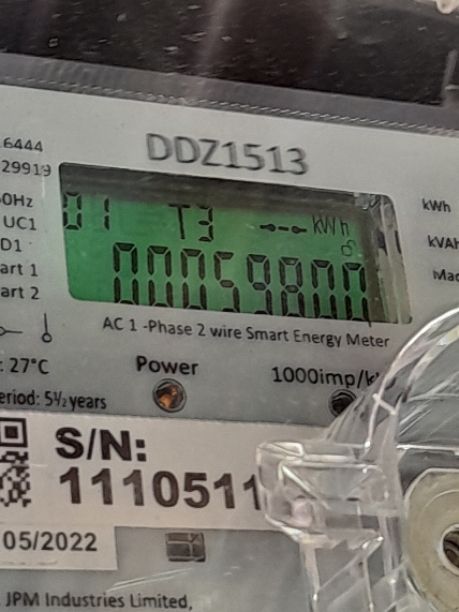 6444
29919
DDZ1513
0Hz
UC1
D1
art 1
art 2
01 T3 kWh
00059800
kWh
kVAh
AC 1 -Phase 2 wire Smart Energy Meter
: 27°C
Power
1000imp/k
eriod: 5½ years
S/N:
1110511
05/2022
JPM Industries Limited,